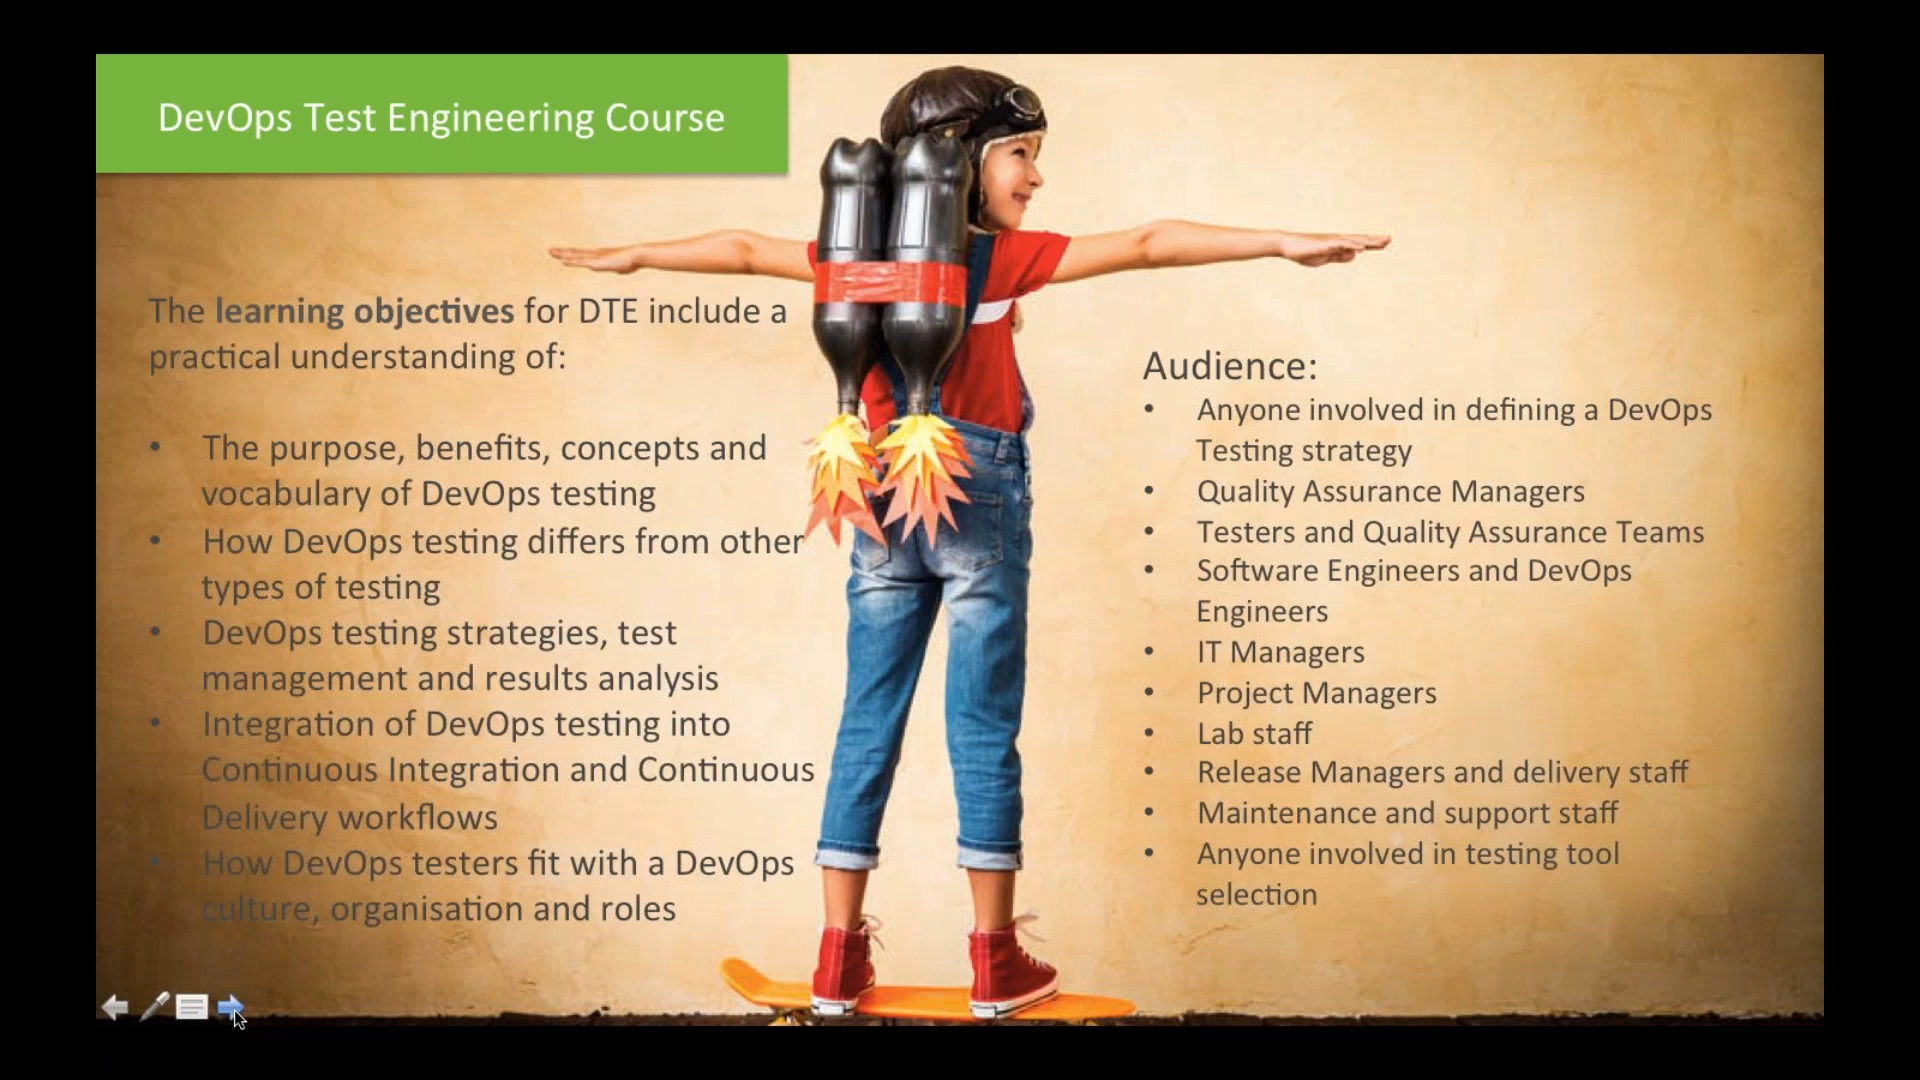 DevOps Test Engineering Course
The learning objectives for DTE include a
practical understanding of:
• The purpose, benefits, concepts and
vocabulary of DevOps testing
• How DevOps testing differs from other
types of testing
• DevOps testing strategies, test
management and results analysis
• Integration of DevOps testing into
Continuous Integration and Continuous
Delivery workflows
• How DevOps testers fit with a DevOps
culture, organisation and roles
Audience:
• Anyone involved in defining a DevOps
Testing strategy
• Quality Assurance Managers
• Testers and Quality Assurance Teams
• Software Engineers and DevOps
Engineers
• IT Managers
• Project Managers
• Lab staff
• Release Managers and delivery staff
• Maintenance and support staff
• Anyone involved in testing tool
selection